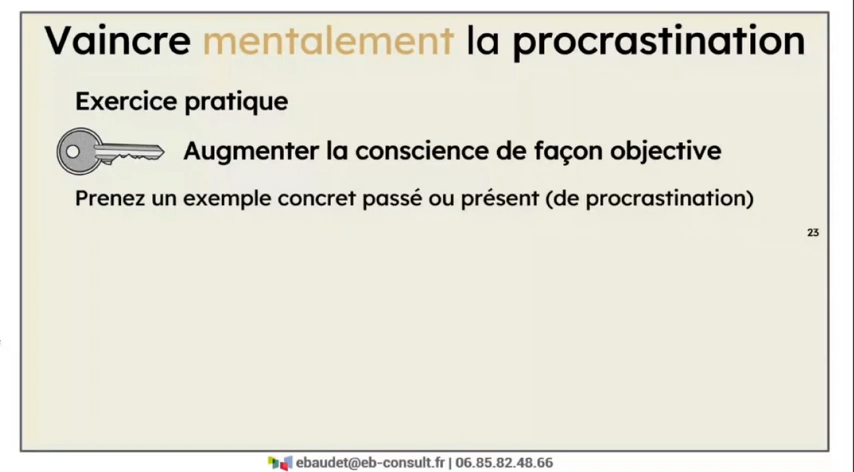 Vaincre mentalement la procrastination
Exercice pratique
Augmenter la conscience de façon objective
Prenez un exemple concret passé ou présent (de procrastination)
23
ebaudet@eb-consult.fr | 06.85.82.48.66